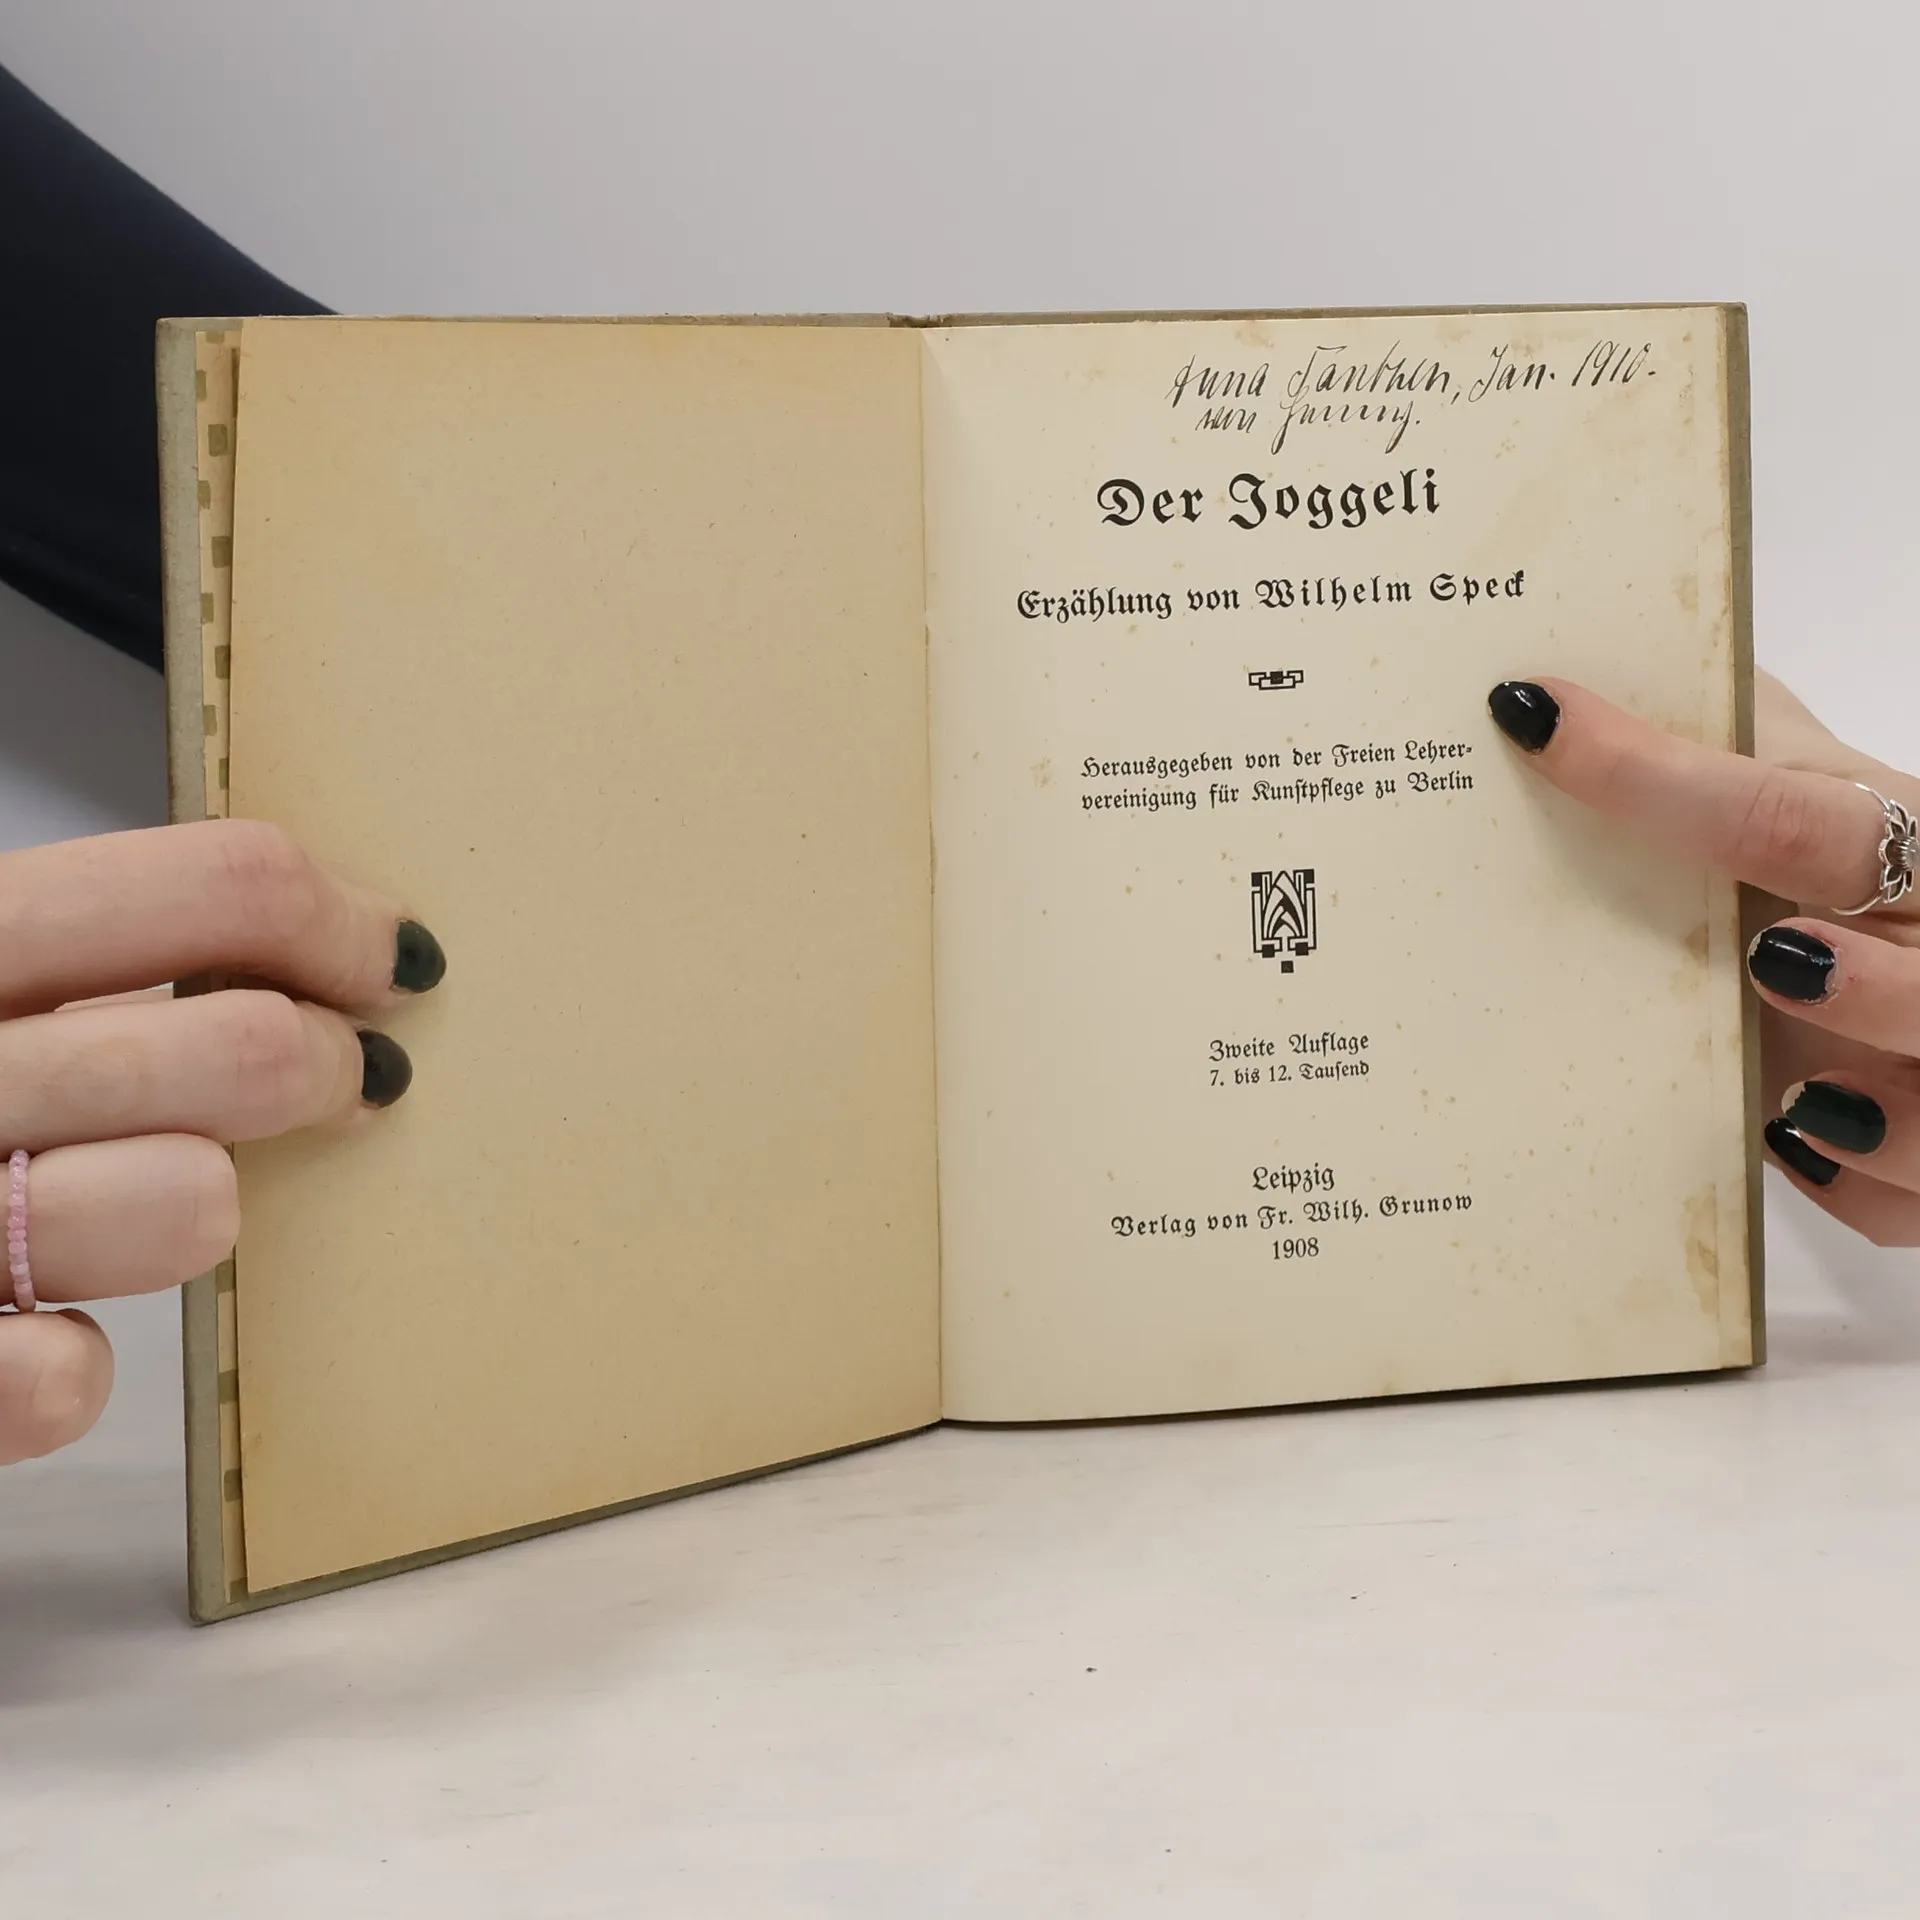 Anna                 , Jan. 1910.
von
Der Joggeli
Erzählung von Wilhelm Speck
Herausgegeben von der Freien Lehrer-
vereinigung für Kunstpflege zu Berlin
Zweite Auflage
7. bis 12. Tausend
Leipzig
Verlag von Fr. Wilh. Grunow
1908